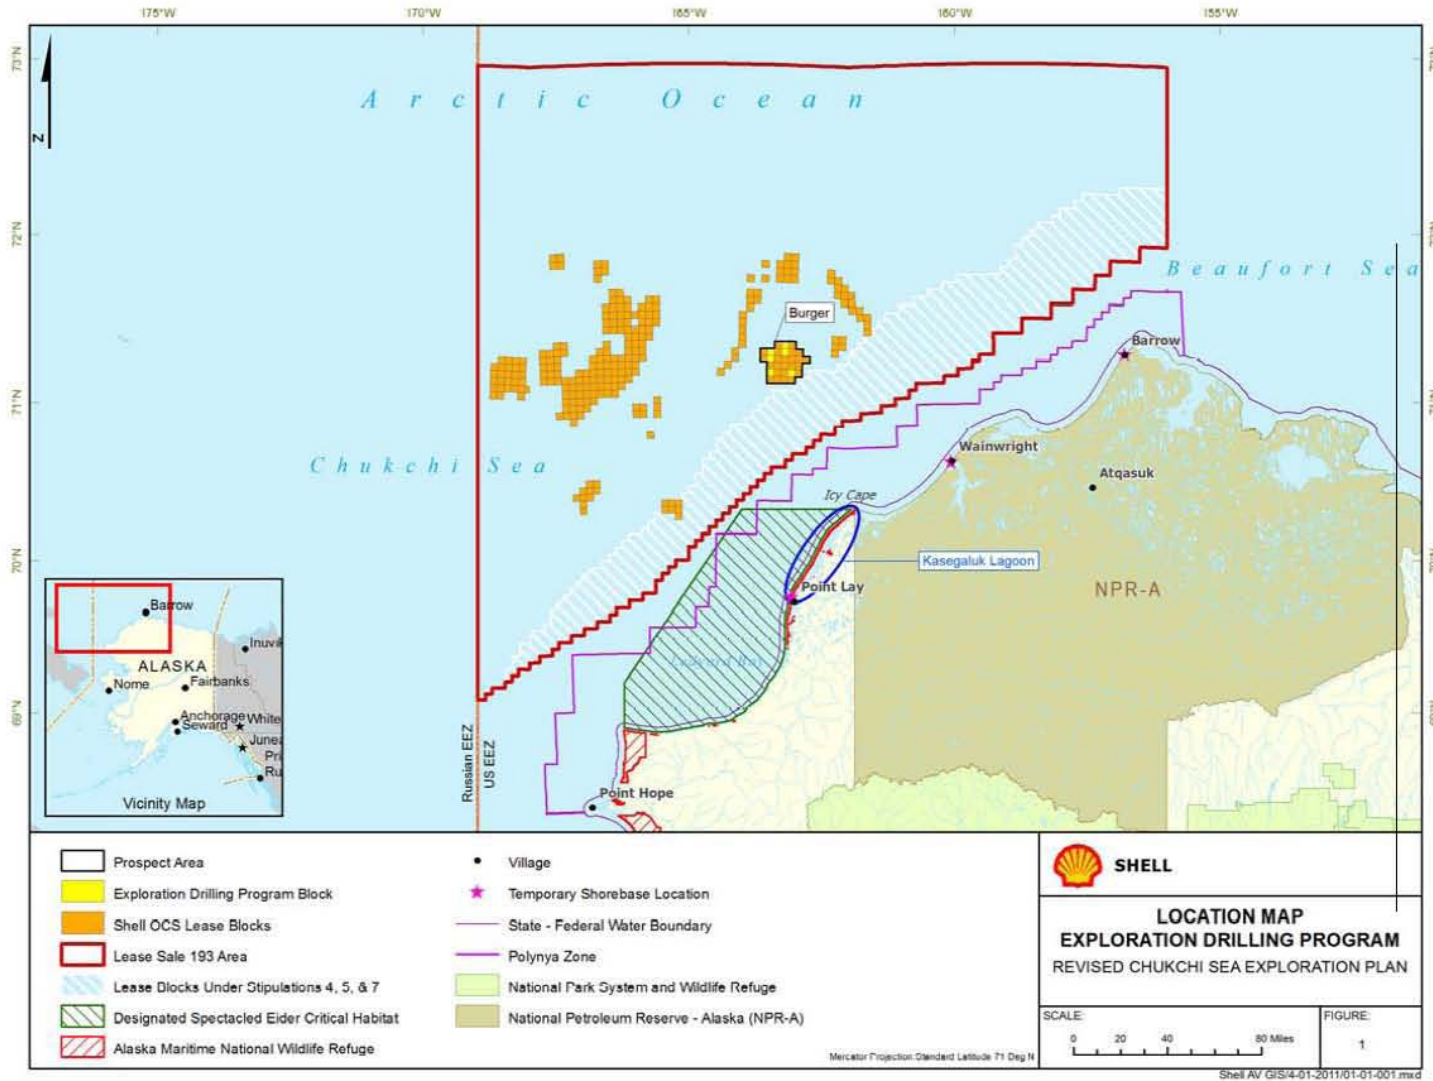 175°W 170°W 165°W 160°W 155°W
73°N
72°N
71°N
70°N
69°N
N
Arctic Ocean
Beaufort Sea
Burger
Barrow
Chukchi Sea
Wainwright
Atqasuk
Icy Cape
Kasegaluk Lagoon
Point Lay
NPR-A
Ledyard Bay
Russian EEZ
US EEZ
Point Hope
Barrow
ALASKA
Nome
Fairbanks
Anchorage
Seward
White
Vicinity Map
Prospect Area
Exploration Drilling Program Block
Shell OCS Lease Blocks
Lease Sale 193 Area
Lease Blocks Under Stipulations 4, 5, & 7
Designated Spectacled Eider Critical Habitat
Alaska Maritime National Wildlife Refuge
Village
Temporary Shorebase Location
State - Federal Water Boundary
Polynya Zone
National Park System and Wildlife Refuge
National Petroleum Reserve - Alaska (NPR-A)
Mercator Projection:Standard Latitude 71 Deg N
SHELL
LOCATION MAP
EXPLORATION DRILLING PROGRAM
REVISED CHUKCHI SEA EXPLORATION PLAN
SCALE:
0 20 40 80 Miles
FIGURE:
1
Shell AV GIS/4-01-2011/01-01-001.mxd